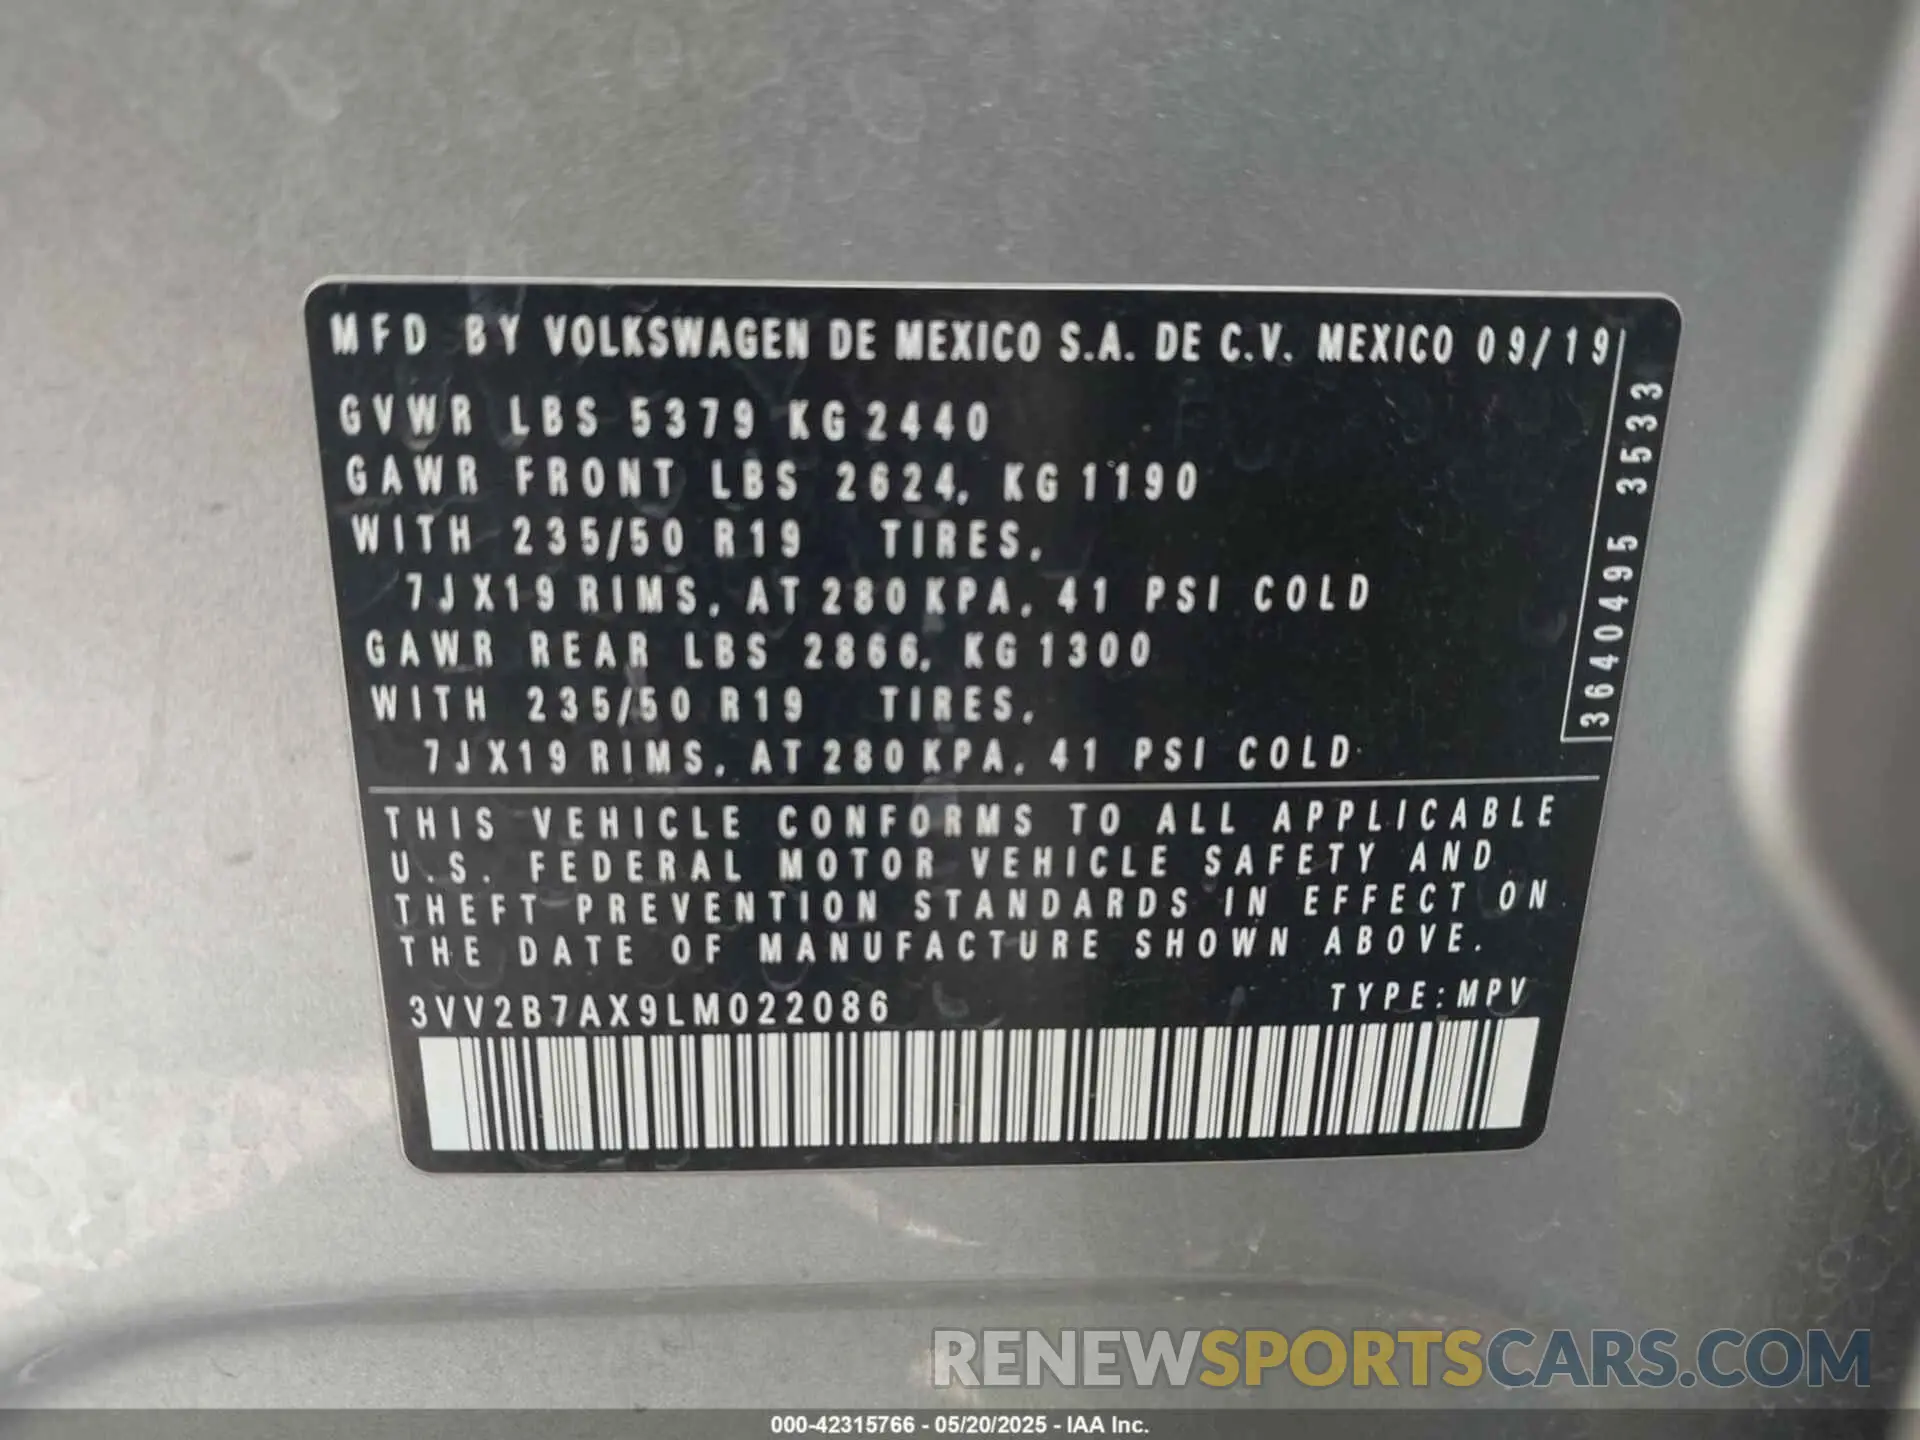 MFD BY VOLKSWAGEN DE MEXICO S.A. DE C.V. MEXICO 09/19
GVWR LBS 5379 KG 2440
GAWR FRONT LBS 2624, KG 1190
WITH 235/50 R19 TIRES,
7JX19 RIMS, AT 280 KPA, 41 PSI COLD
GAWR REAR LBS 2866, KG 1300
WITH 235/50 R19 TIRES,
7JX19 RIMS, AT 280 KPA, 41 PSI COLD
3640495 3533
THIS VEHICLE CONFORMS TO ALL APPLICABLE
U.S. FEDERAL MOTOR VEHICLE SAFETY AND
THEFT PREVENTION STANDARDS IN EFFECT ON
THE DATE OF MANUFACTURE SHOWN ABOVE.
3VV2B7AX9LM022086 TYPE:MPV
RENEWSPORTSCARS.COM
000-42315766 - 05/20/2025 - IAA Inc.